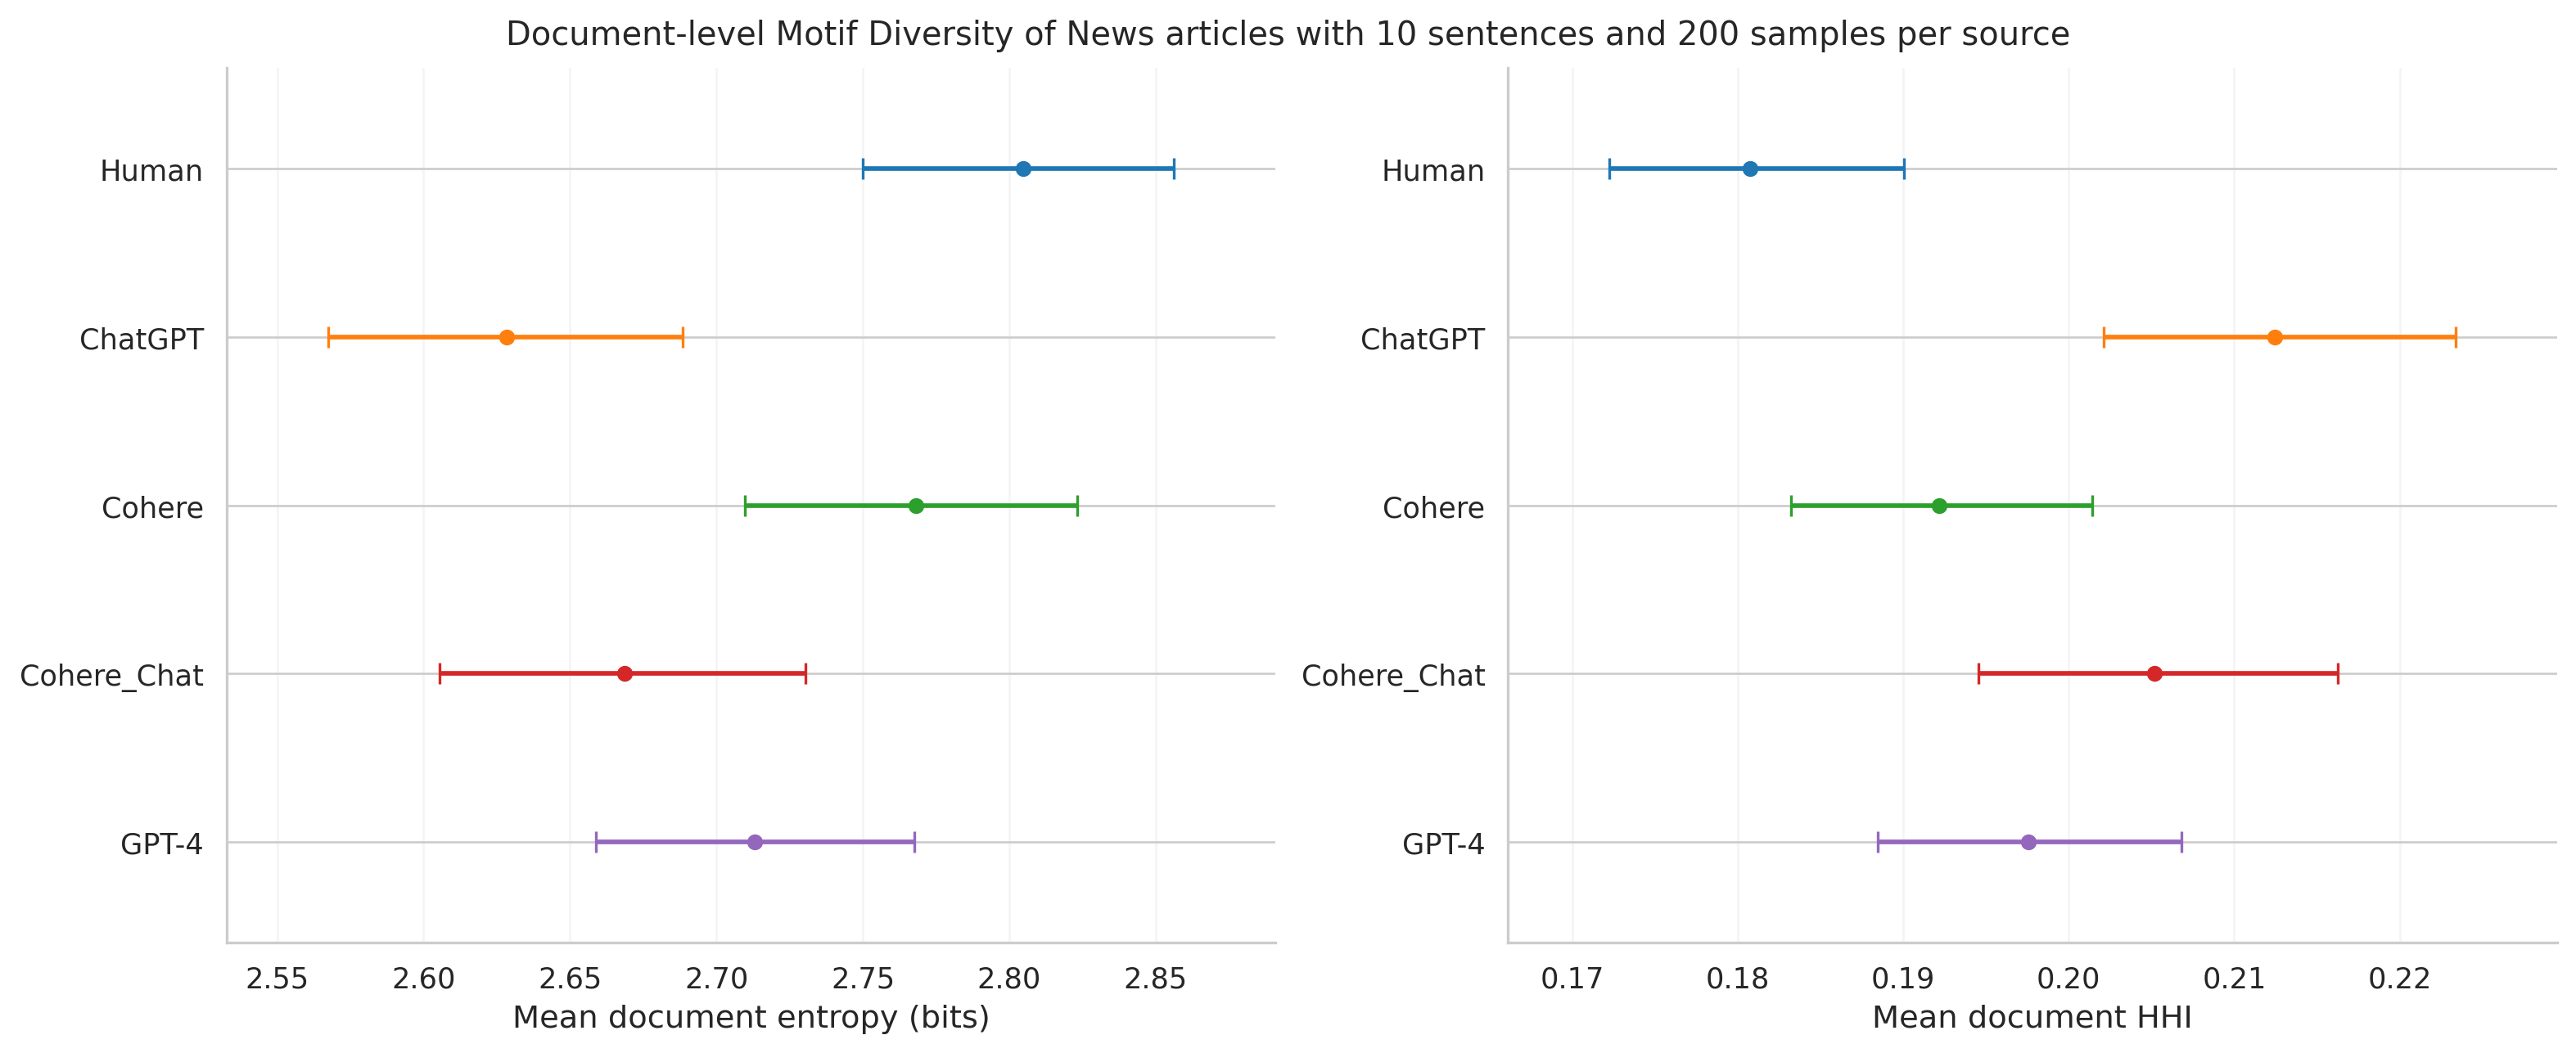 Document-level Motif Diversity of News articles with 10 sentences and 200 samples per source
Human
ChatGPT
Cohere
Cohere_Chat
GPT-4
2.55 2.60 2.65 2.70 2.75 2.80 2.85
Mean document entropy (bits)
Human
ChatGPT
Cohere
Cohere_Chat
GPT-4
0.17 0.18 0.19 0.20 0.21 0.22
Mean document HHI